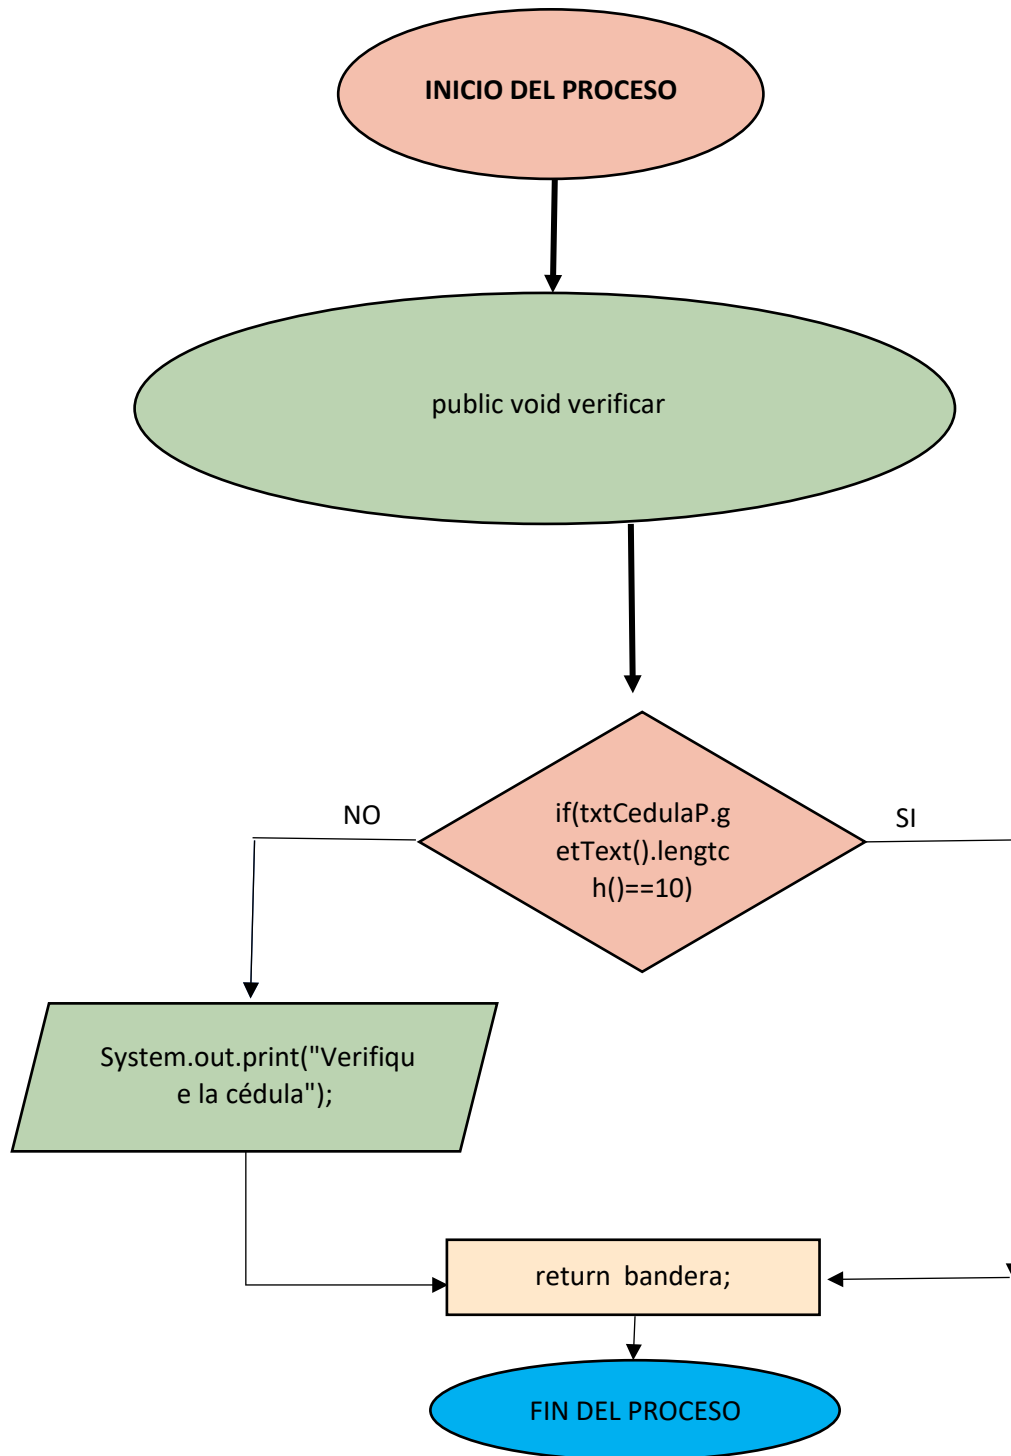 INICIO DEL PROCESO
public void verificar
NO
if(txtCedulaP.g
etText().lengtc
h()==10)
SI
System.out.print("Verifiqu
e la cédula");
return  bandera;
FIN DEL PROCESO